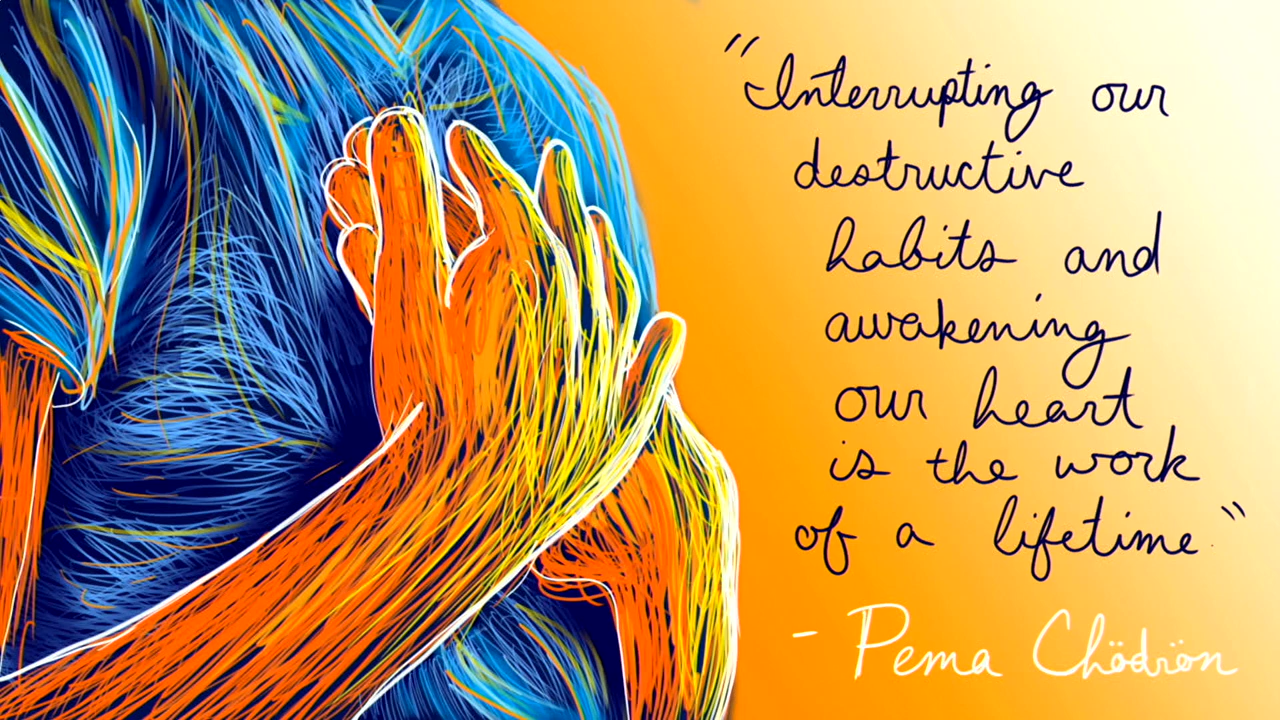 "Interrupting our
destructive
habits and
awakening
our heart
is the work
of a lifetime"
- Pema Chödrön